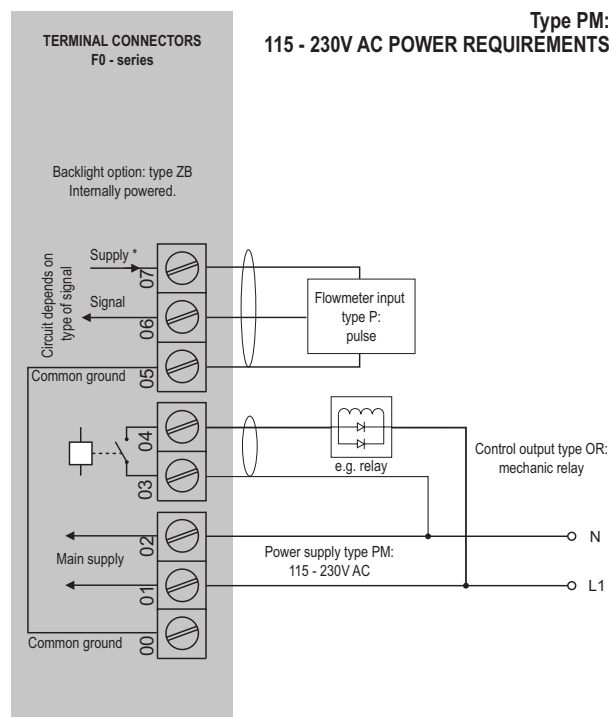 Type PM:
115 - 230V AC POWER REQUIREMENTS
TERMINAL CONNECTORS
F0 - series
Backlight option: type ZB
Internally powered.
Circuit depends on
type of signal
Supply *
07
Signal
06
Common ground
05
Flowmeter input
type P:
pulse
04
03
e.g. relay
Control output type OR:
mechanic relay
02
N
Main supply
Power supply type PM:
115 - 230V AC
01
L1
Common ground
00